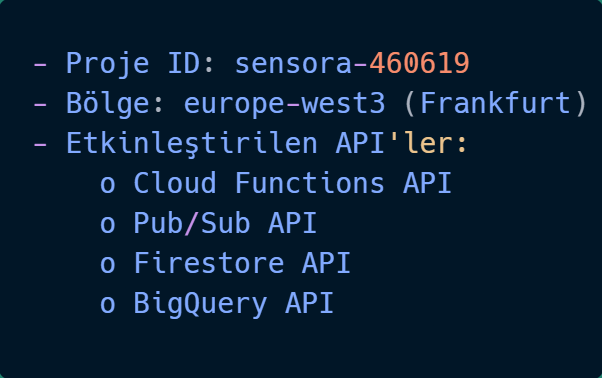 - Proje ID: sensora-460619
- Bölge: europe-west3 (Frankfurt)
- Etkinleştirilen API'ler:
o Cloud Functions API
o Pub/Sub API
o Firestore API
o BigQuery API